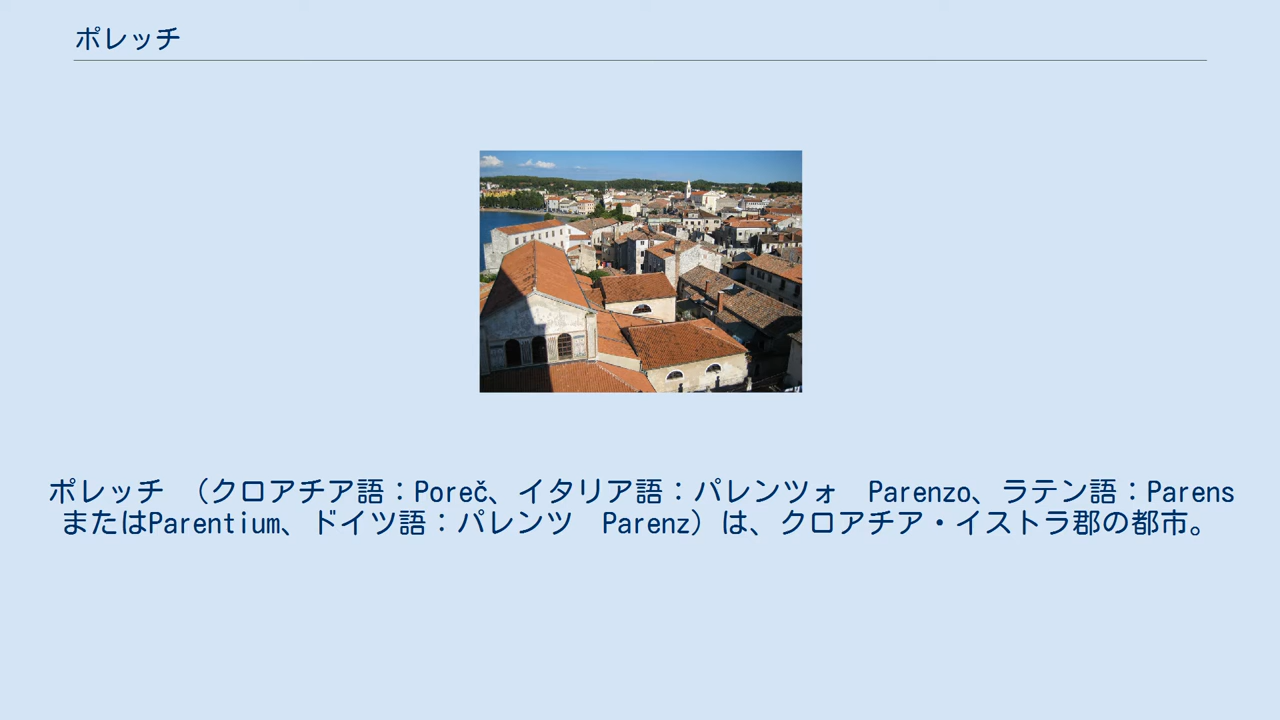 ポレッチ
ポレッチ　（クロアチア語：Poreč、イタリア語：パレンツォ　Parenzo、ラテン語：Parens
またはParentium、ドイツ語：パレンツ　Parenz）は、クロアチア・イストラ郡の都市。